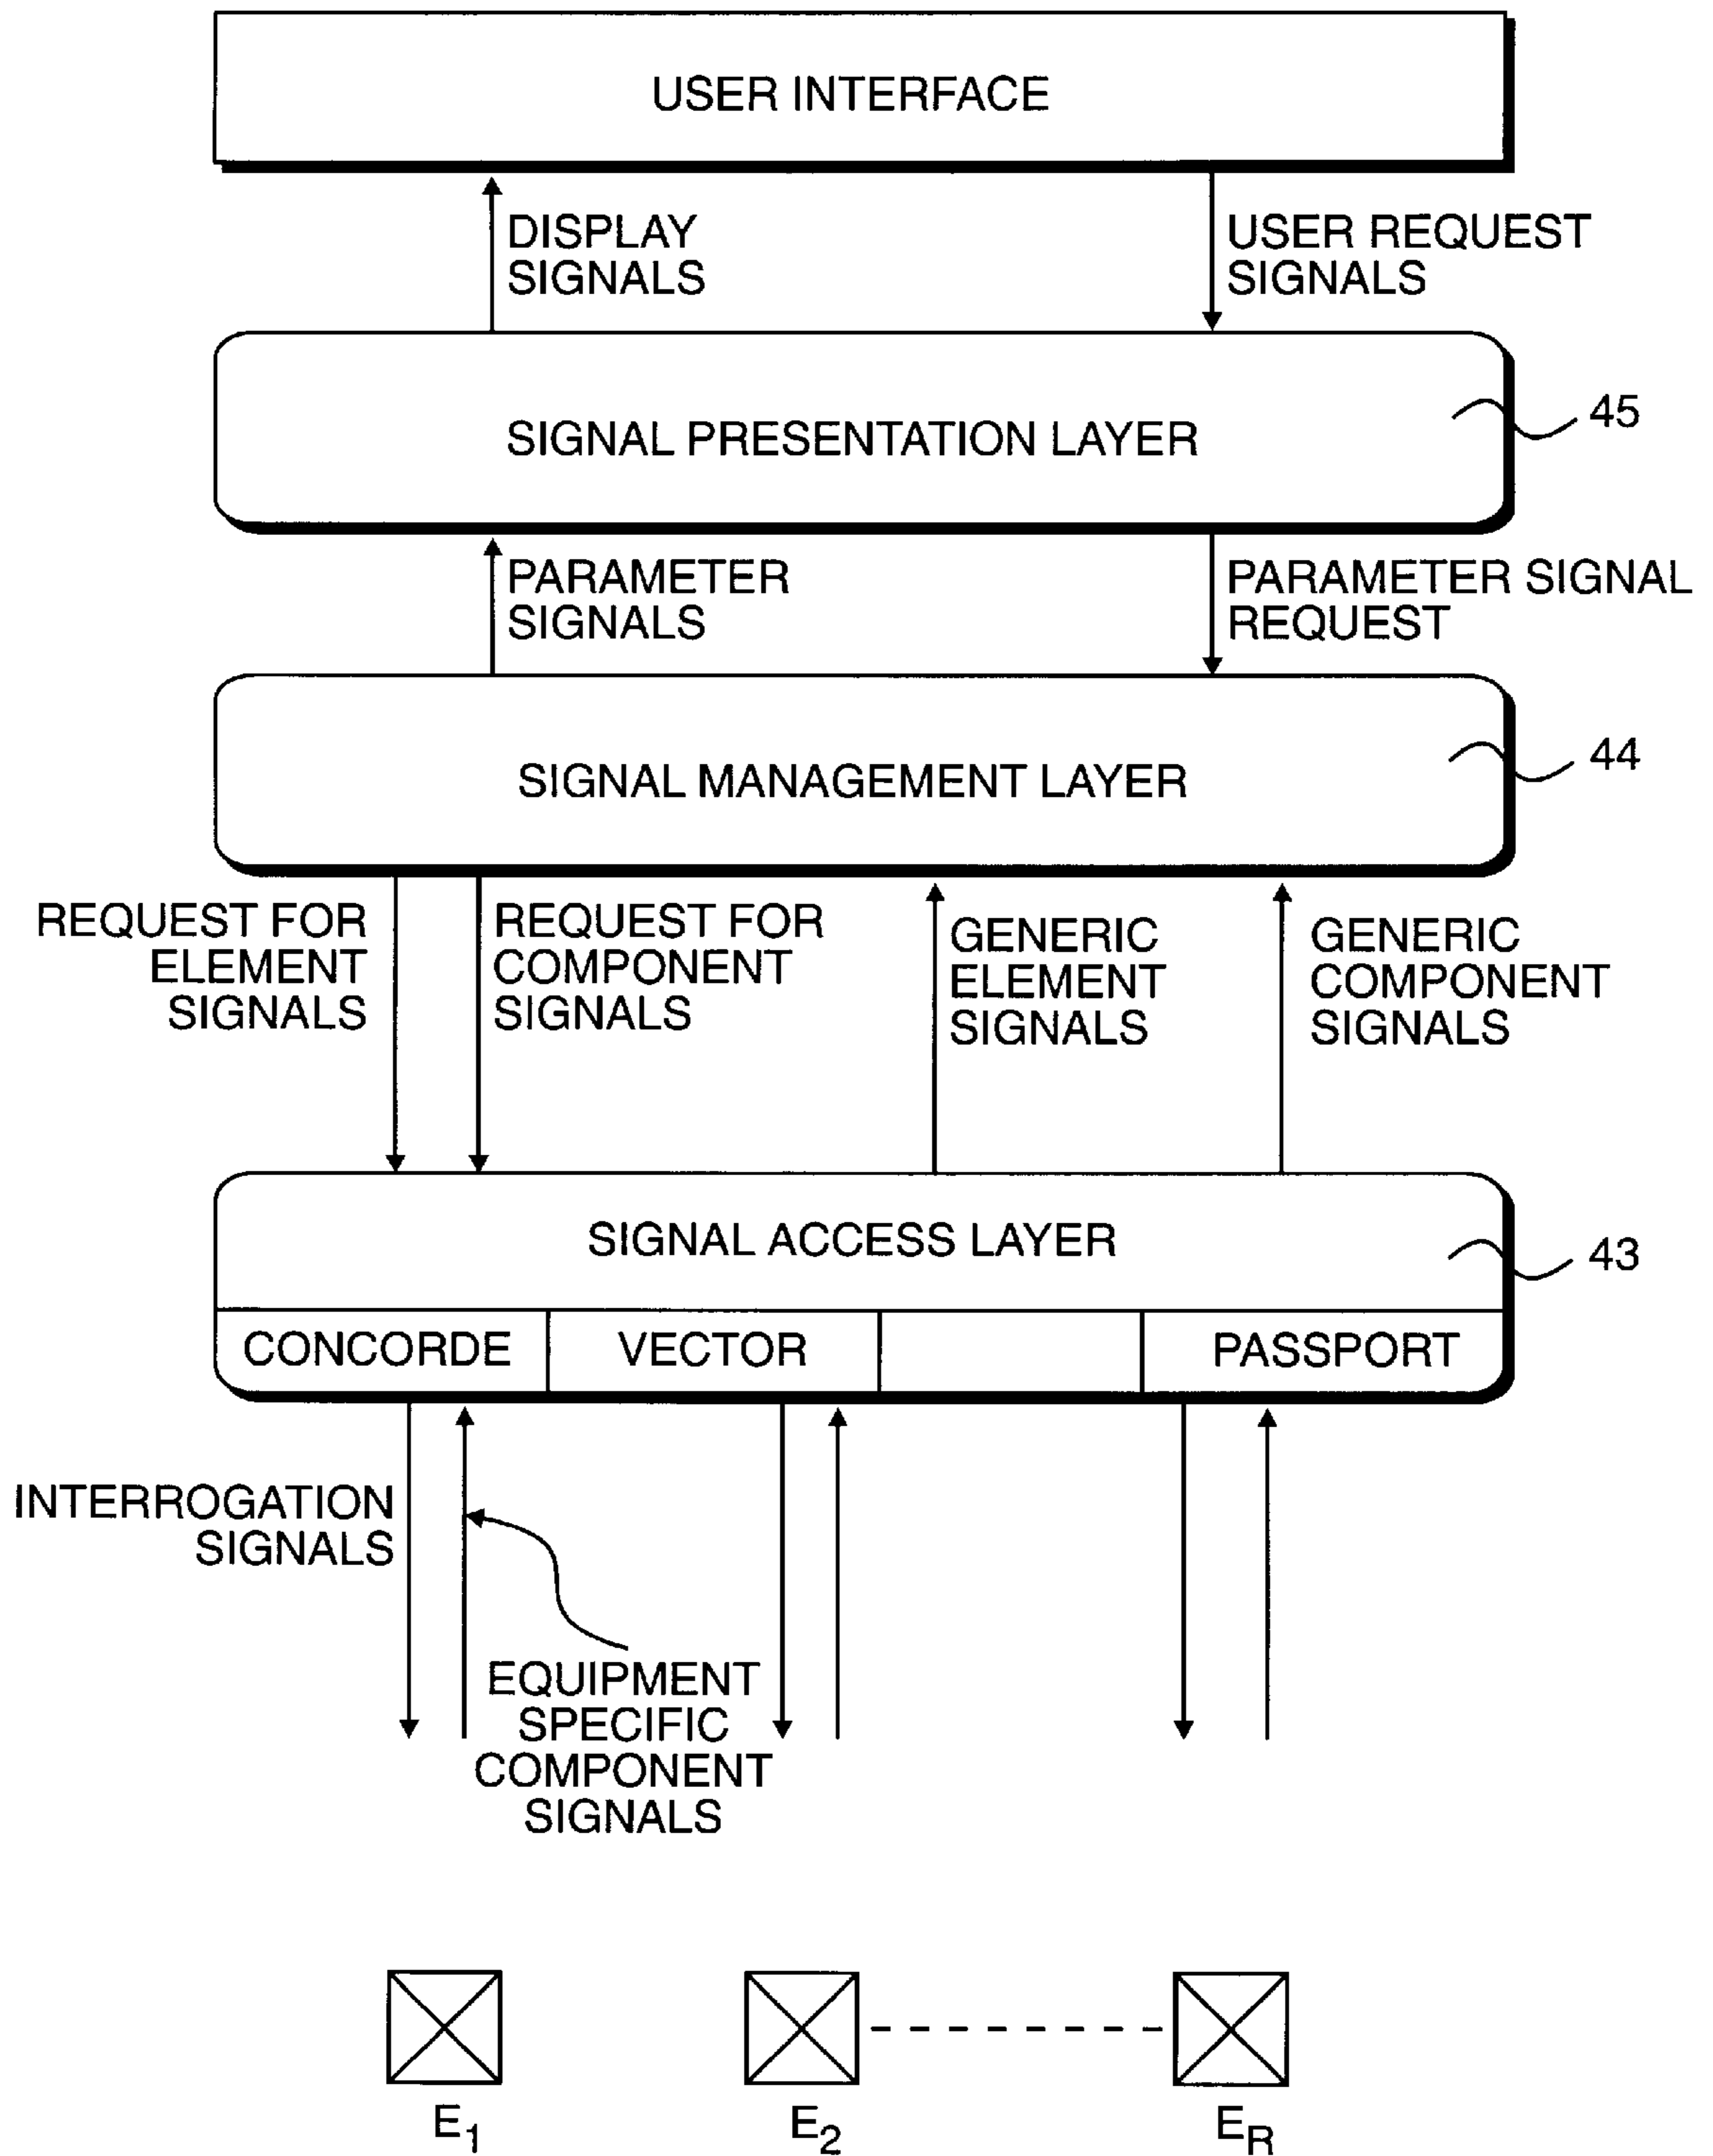 USER INTERFACE
DISPLAY
SIGNALS
USER REQUEST
SIGNALS
SIGNAL PRESENTATION LAYER
45
PARAMETER
SIGNALS
PARAMETER SIGNAL
REQUEST
SIGNAL MANAGEMENT LAYER
44
REQUEST FOR
ELEMENT
SIGNALS
REQUEST FOR
COMPONENT
SIGNALS
GENERIC
ELEMENT
SIGNALS
GENERIC
COMPONENT
SIGNALS
SIGNAL ACCESS LAYER
43
CONCORDE
VECTOR
PASSPORT
INTERROGATION
SIGNALS
EQUIPMENT
SPECIFIC
COMPONENT
SIGNALS
E1
E2
ER